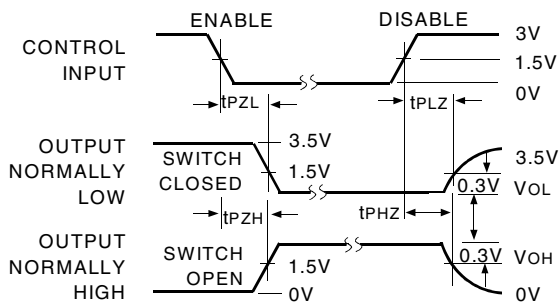 ENABLE DISABLE
CONTROL INPUT
3V
1.5V
0V
tPZL tPLZ
OUTPUT NORMALLY LOW
SWITCH CLOSED
3.5V
1.5V
3.5V
0.3V VOL
tPZH tPHZ
OUTPUT NORMALLY HIGH
SWITCH OPEN
1.5V
0V
0.3V VOH
0V